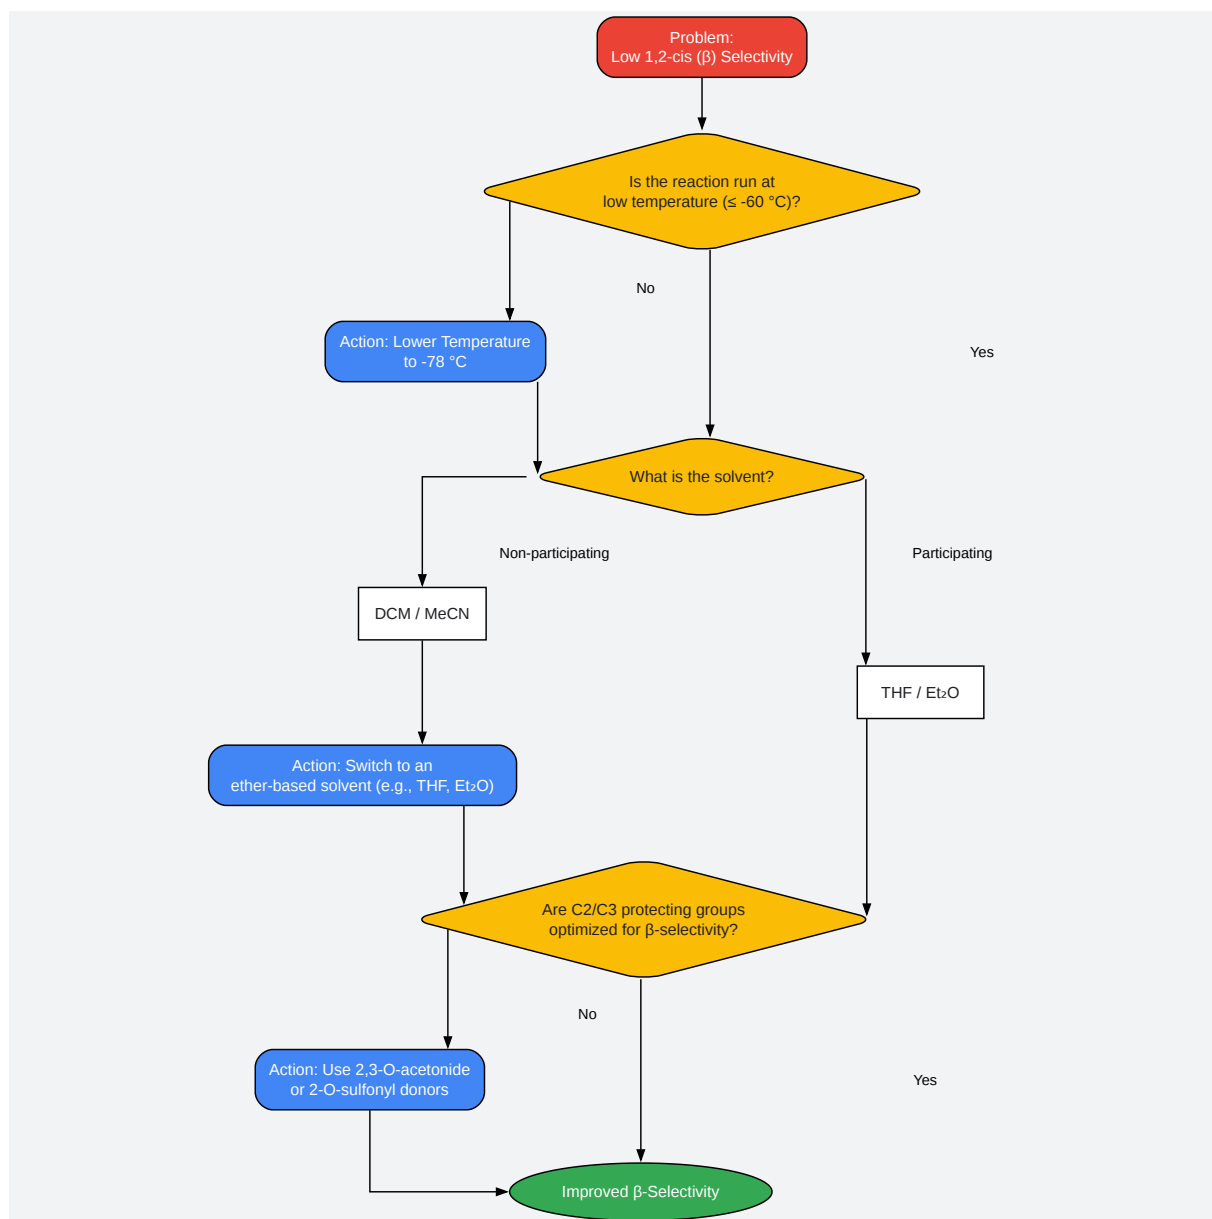 Problem:
Low 1,2-cis (β) Selectivity
Is the reaction run at
low temperature (≤ -60 °C)?
No
Action: Lower Temperature
to -78 °C
Yes
What is the solvent?
Non-participating
Participating
DCM / MeCN
THF / Et₂O
Action: Switch to an
ether-based solvent (e.g., THF, Et₂O)
Are C2/C3 protecting groups
optimized for β-selectivity?
No
Action: Use 2,3-O-acetonide
or 2-O-sulfonyl donors
Yes
Improved β-Selectivity